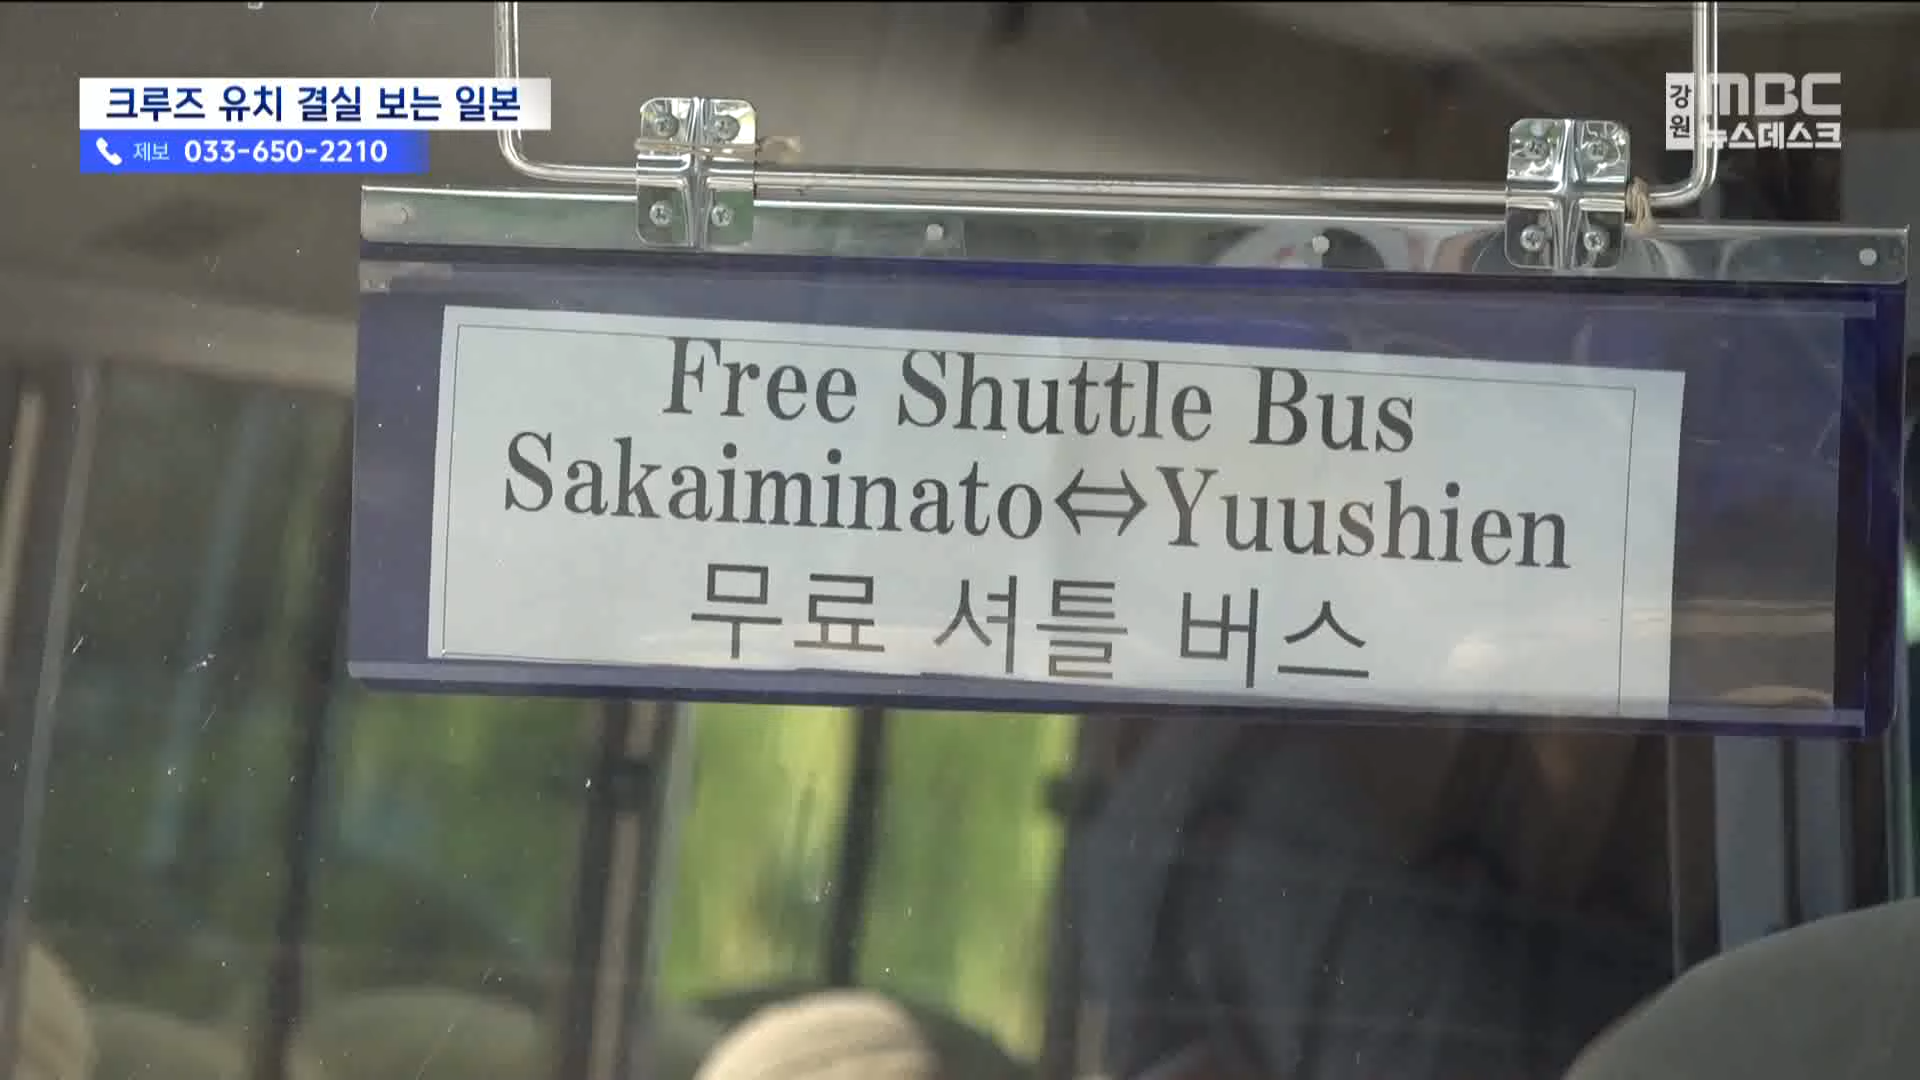 크루즈 유치 결실 보는 일본
제보 033-650-2210
강원
MBC
뉴스데스크
Free Shuttle Bus
Sakaiminato⇔Yuushien
무료 셔틀 버스